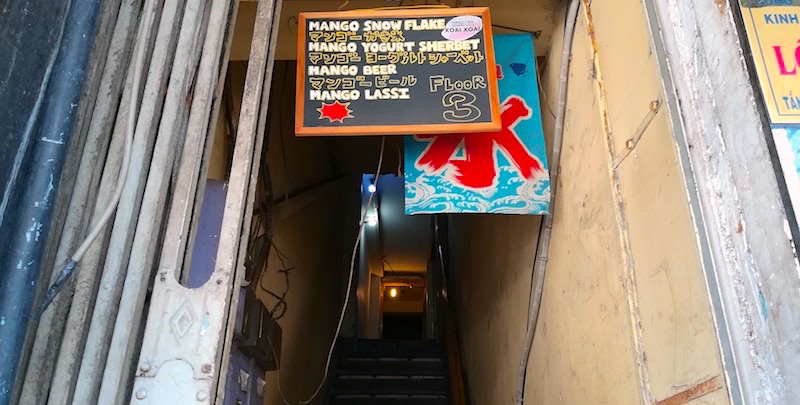 MANGO SNOW FLAKE
マンゴーかき氷
XOAI XOAI
MANGO YOGURT SHERBET
マンゴー ヨーグルトシャーベット
MANGO BEER
マンゴービール
MANGO LASSI
FLOOR
3
氷
KINH
TẤ